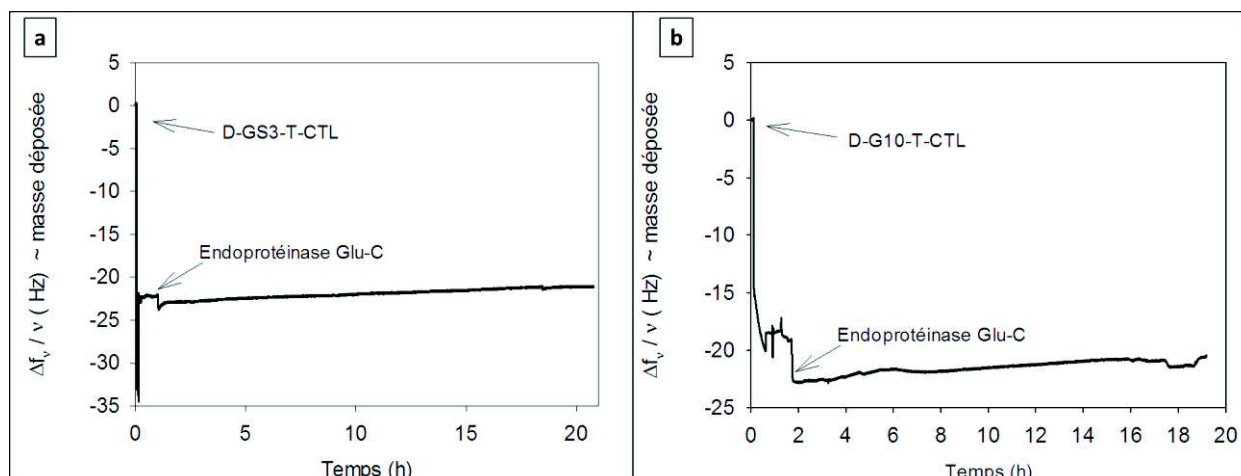 a
Δfᵥ / ν ( Hz) ~ masse déposée
5
0
-5
-10
-15
-20
-25
-30
-35
D-GS3-T-CTL
Endoprotéinase Glu-C
0 5 10 15 20
Temps (h)
b
Δfᵥ / ν ( Hz) ~ masse déposée
5
0
-5
-10
-15
-20
-25
D-G10-T-CTL
Endoprotéinase Glu-C
0 2 4 6 8 10 12 14 16 18 20
Temps (h)